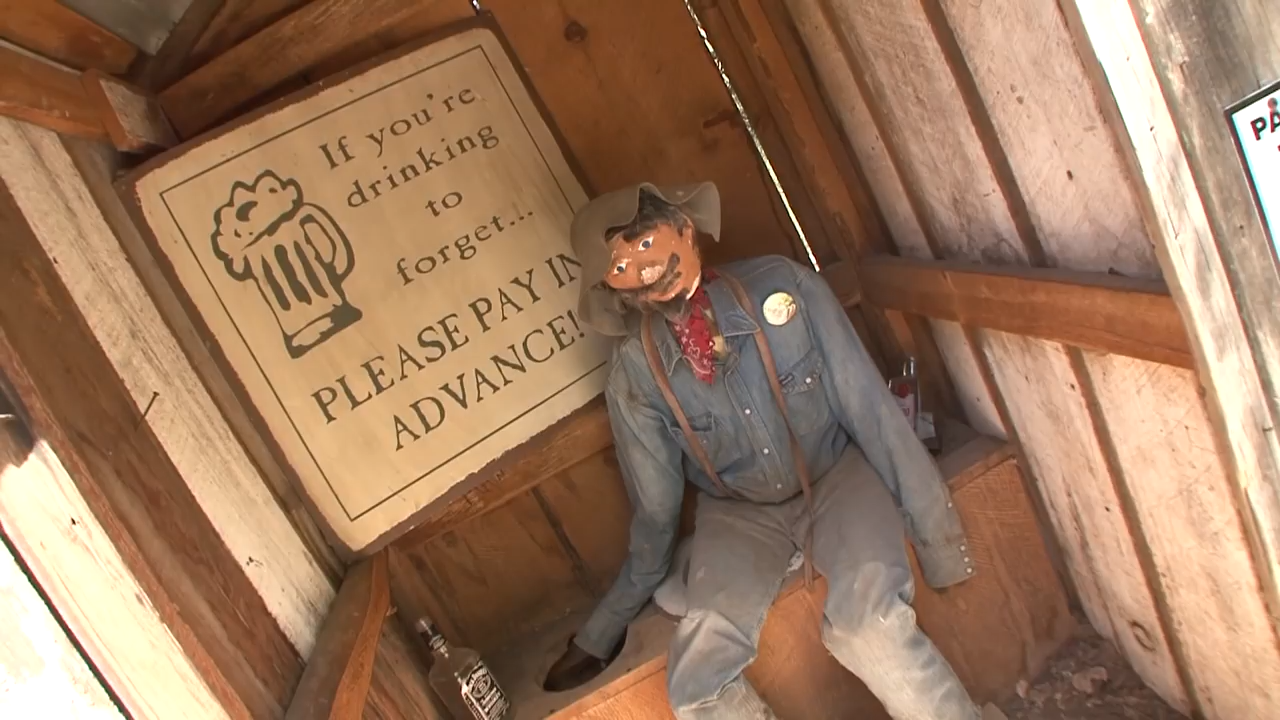 If you're
drinking
to
forget...
PLEASE PAY IN
ADVANCE!